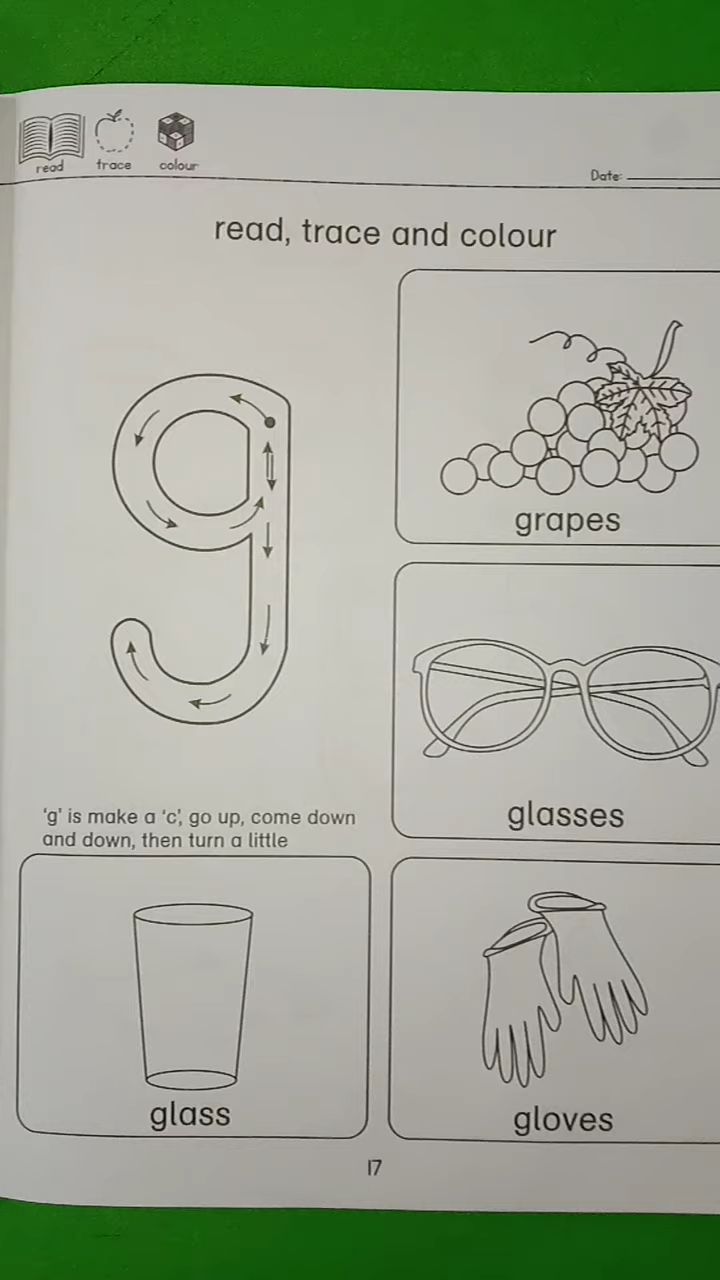 read trace colour
Date:
read, trace and colour
g
grapes
glasses
'g' is make a 'c', go up, come down
and down, then turn a little
glass
gloves
17